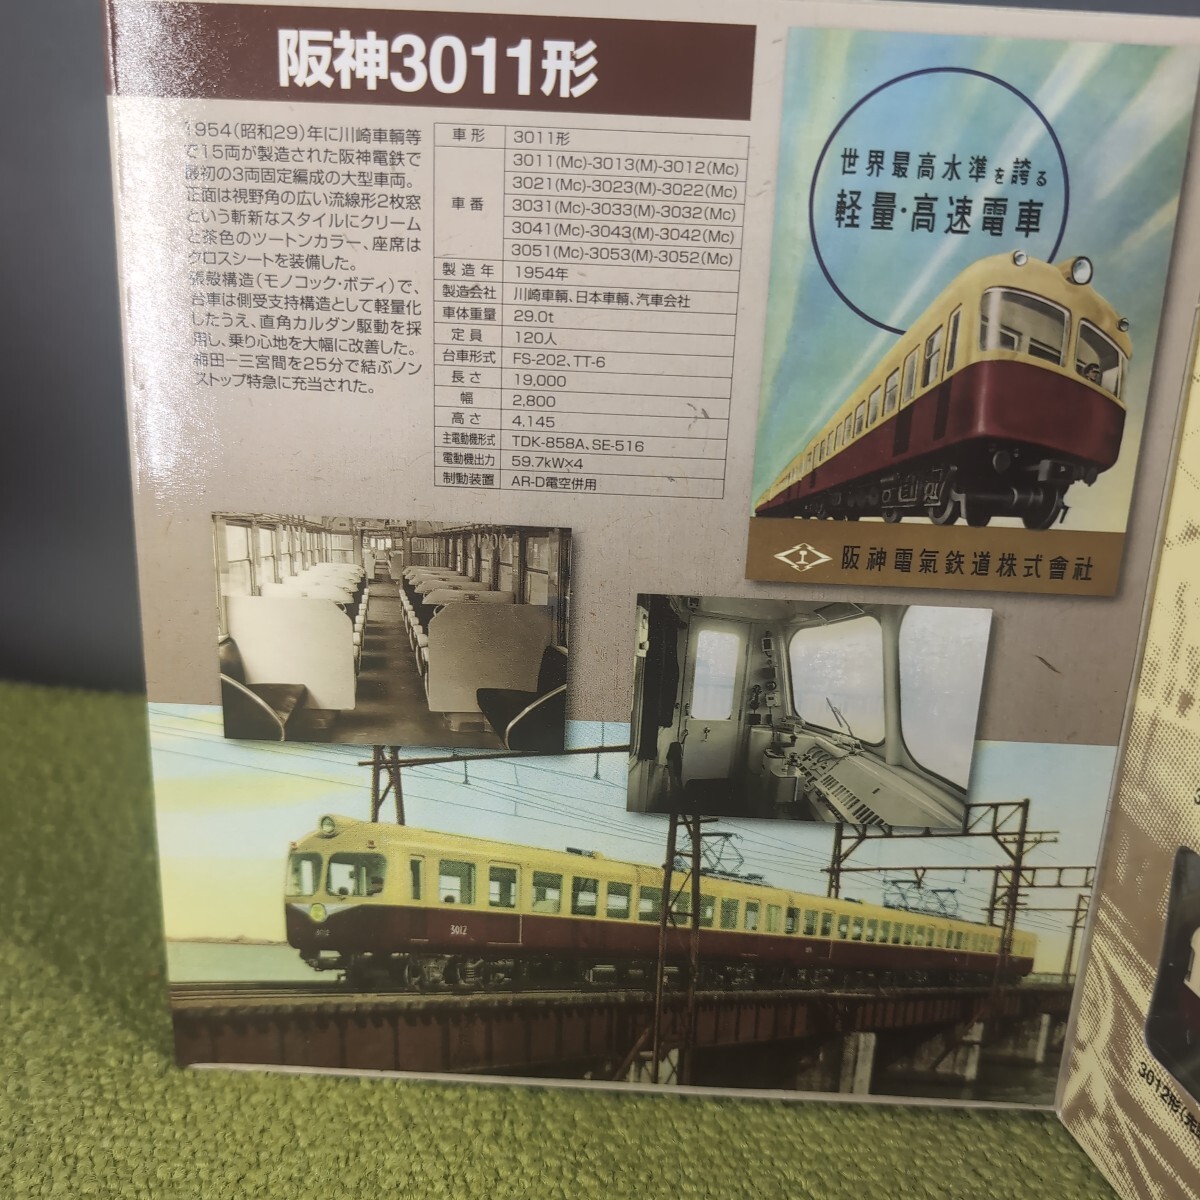 阪神3011形
1954(昭和29)年に川崎車輌等
で15両が製造された阪神電鉄で
最初の3両固定編成の大型車両。
正面は視野角の広い流線形2枚窓
という斬新なスタイルにクリーム
と茶色のツートンカラー、座席は
クロスシートを装備した。
張殻構造(モノコック・ボディ)で、
台車は側受支持構造として軽量化
したうえ、直角カルダン駆動を採
用し、乗り心地を大幅に改善した。
梅田ー三宮間を25分で結ぶノン
ストップ特急に充当された。
車形 3011形
車番 3011(Mc)-3013(M)-3012(Mc)
3021(Mc)-3023(M)-3022(Mc)
3031(Mc)-3033(M)-3032(Mc)
3041(Mc)-3043(M)-3042(Mc)
3051(Mc)-3053(M)-3052(Mc)
製造年 1954年
製造会社 川崎車輌、日本車輌、汽車会社
車体重量 29.0t
定員 120人
台車形式 FS-202、TT-6
長さ 19,000
幅 2,800
高さ 4,145
主電動機形式 TDK-858A、SE-516
電動機出力 59.7kW×4
制動装置 AR-D電空併用
世界最高水準を誇る
軽量・高速電車
阪神電氣鉄道株式會社
3012
3012
3012形